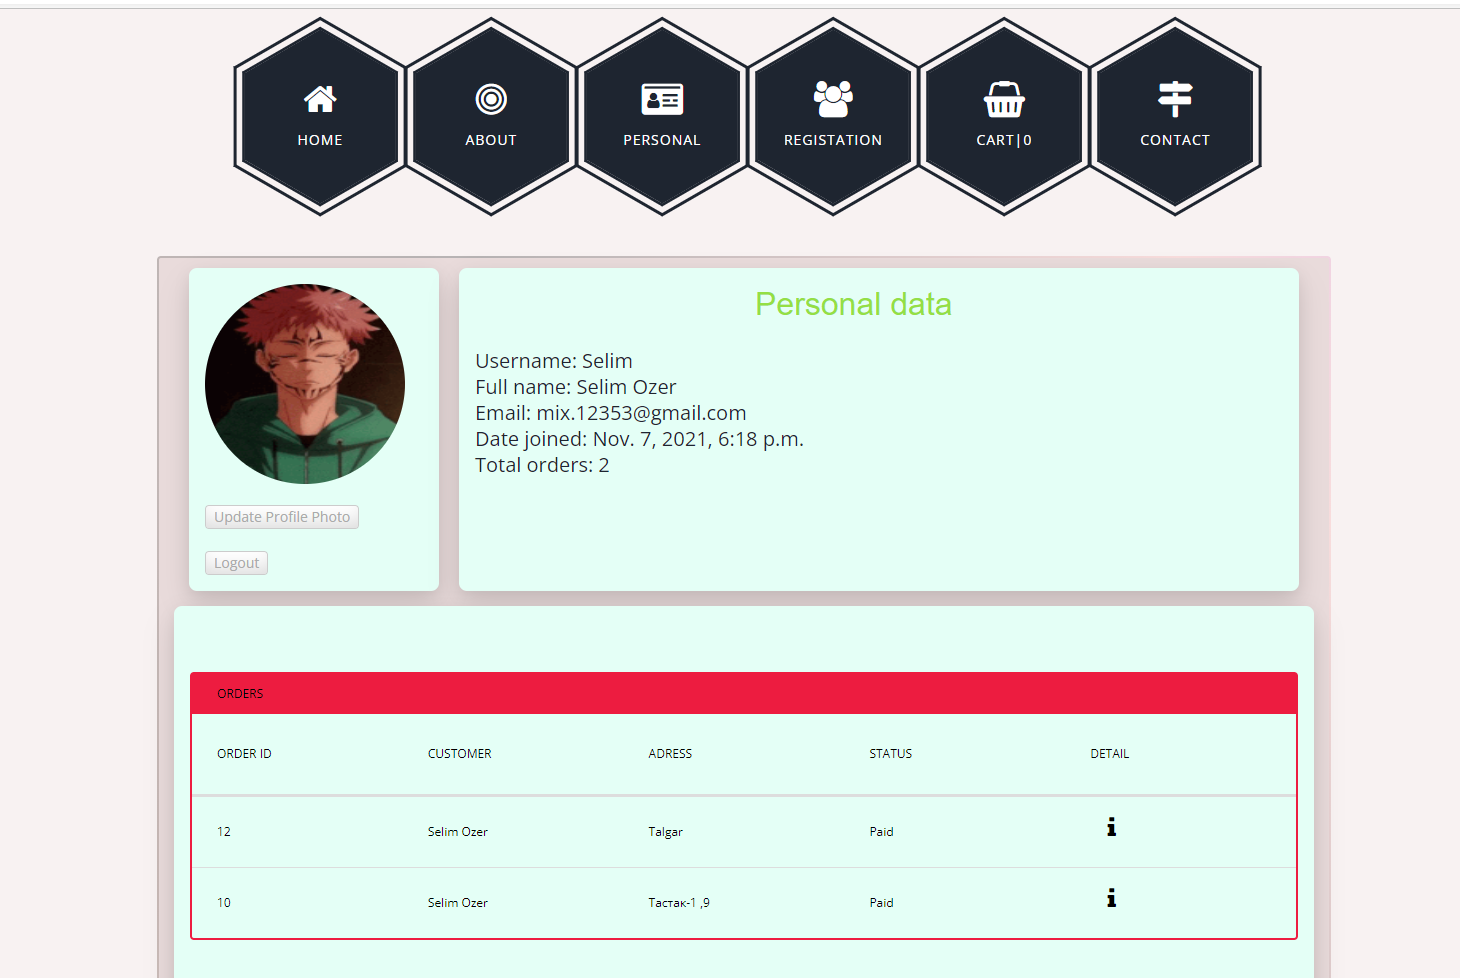 HOME
ABOUT
PERSONAL
REGISTATION
CART|0
CONTACT
Personal data
Username: Selim
Full name: Selim Ozer
Email: mix.12353@gmail.com
Date joined: Nov. 7, 2021, 6:18 p.m.
Total orders: 2
Update Profile Photo
Logout
ORDERS
ORDER ID CUSTOMER ADRESS STATUS DETAIL
12 Selim Ozer Talgar Paid
10 Selim Ozer Тастак-1 ,9 Paid